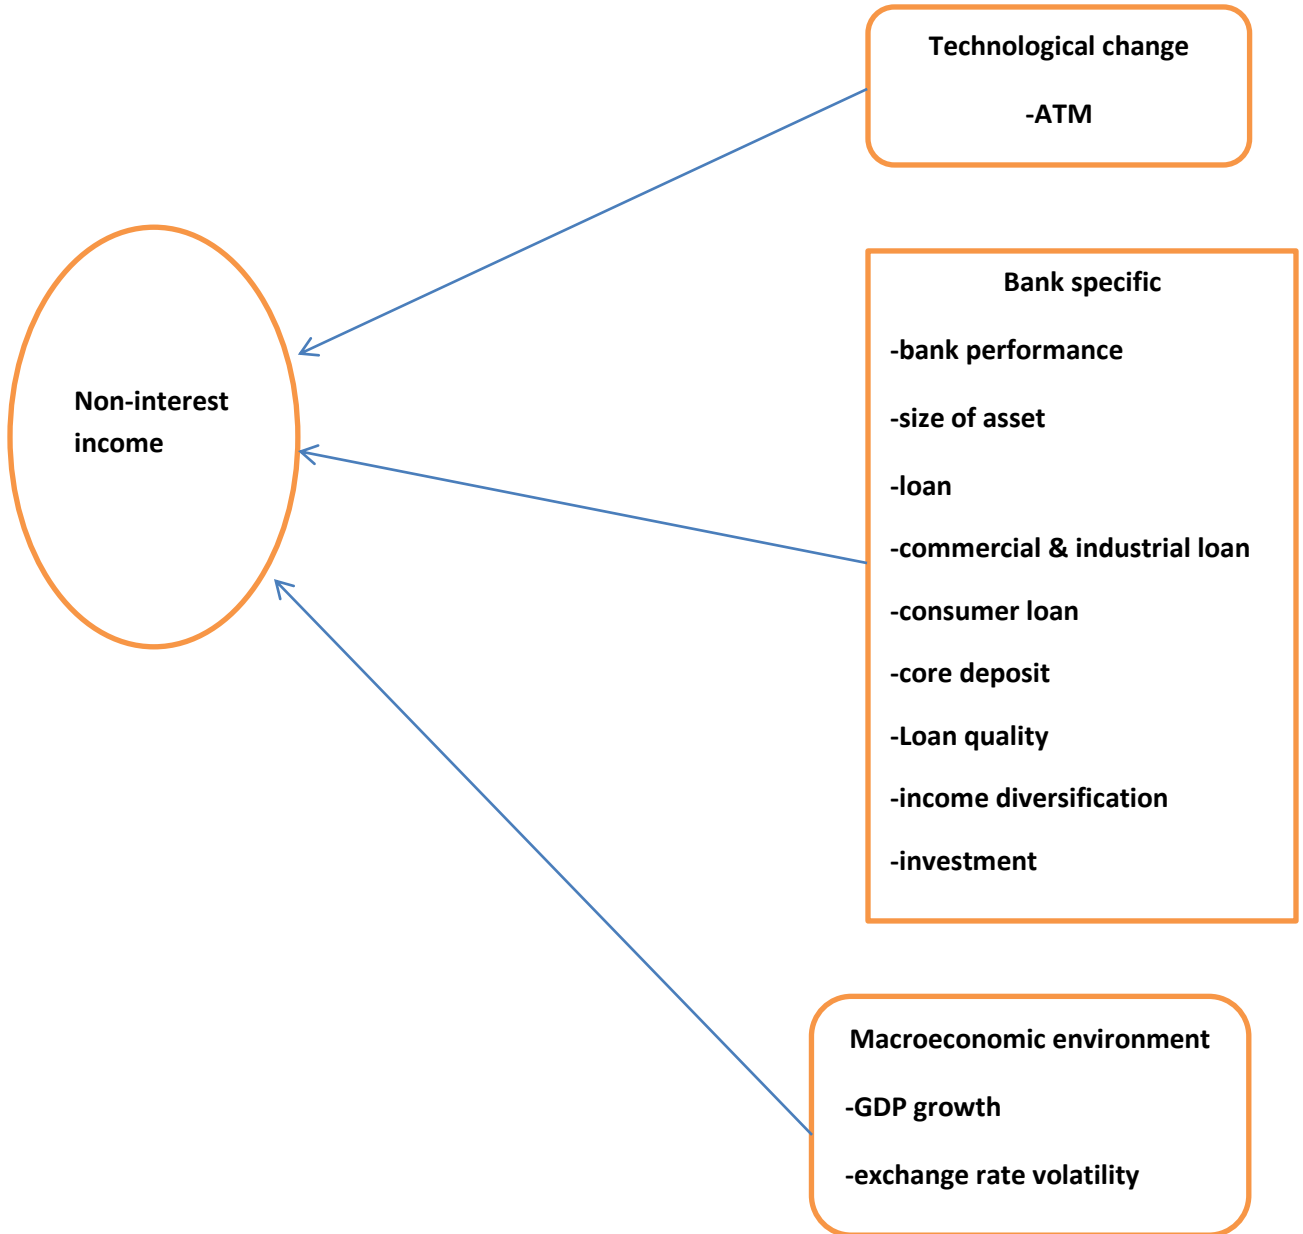 Technological change
-ATM
Non-interest
income
Bank specific
-bank performance
-size of asset
-loan
-commercial & industrial loan
-consumer loan
-core deposit
-Loan quality
-income diversification
-investment
Macroeconomic environment
-GDP growth
-exchange rate volatility